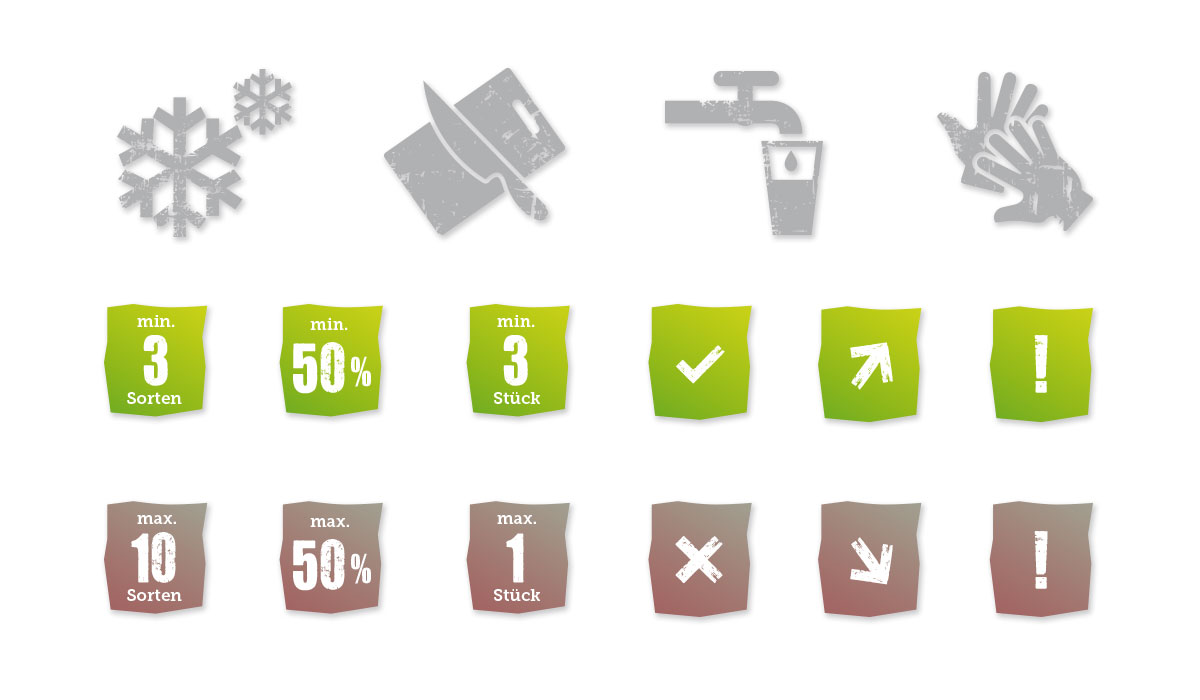 min.
3
Sorten
min.
50%
min.
3
Stück
!
max.
10
Sorten
max.
50%
max.
1
Stück
!